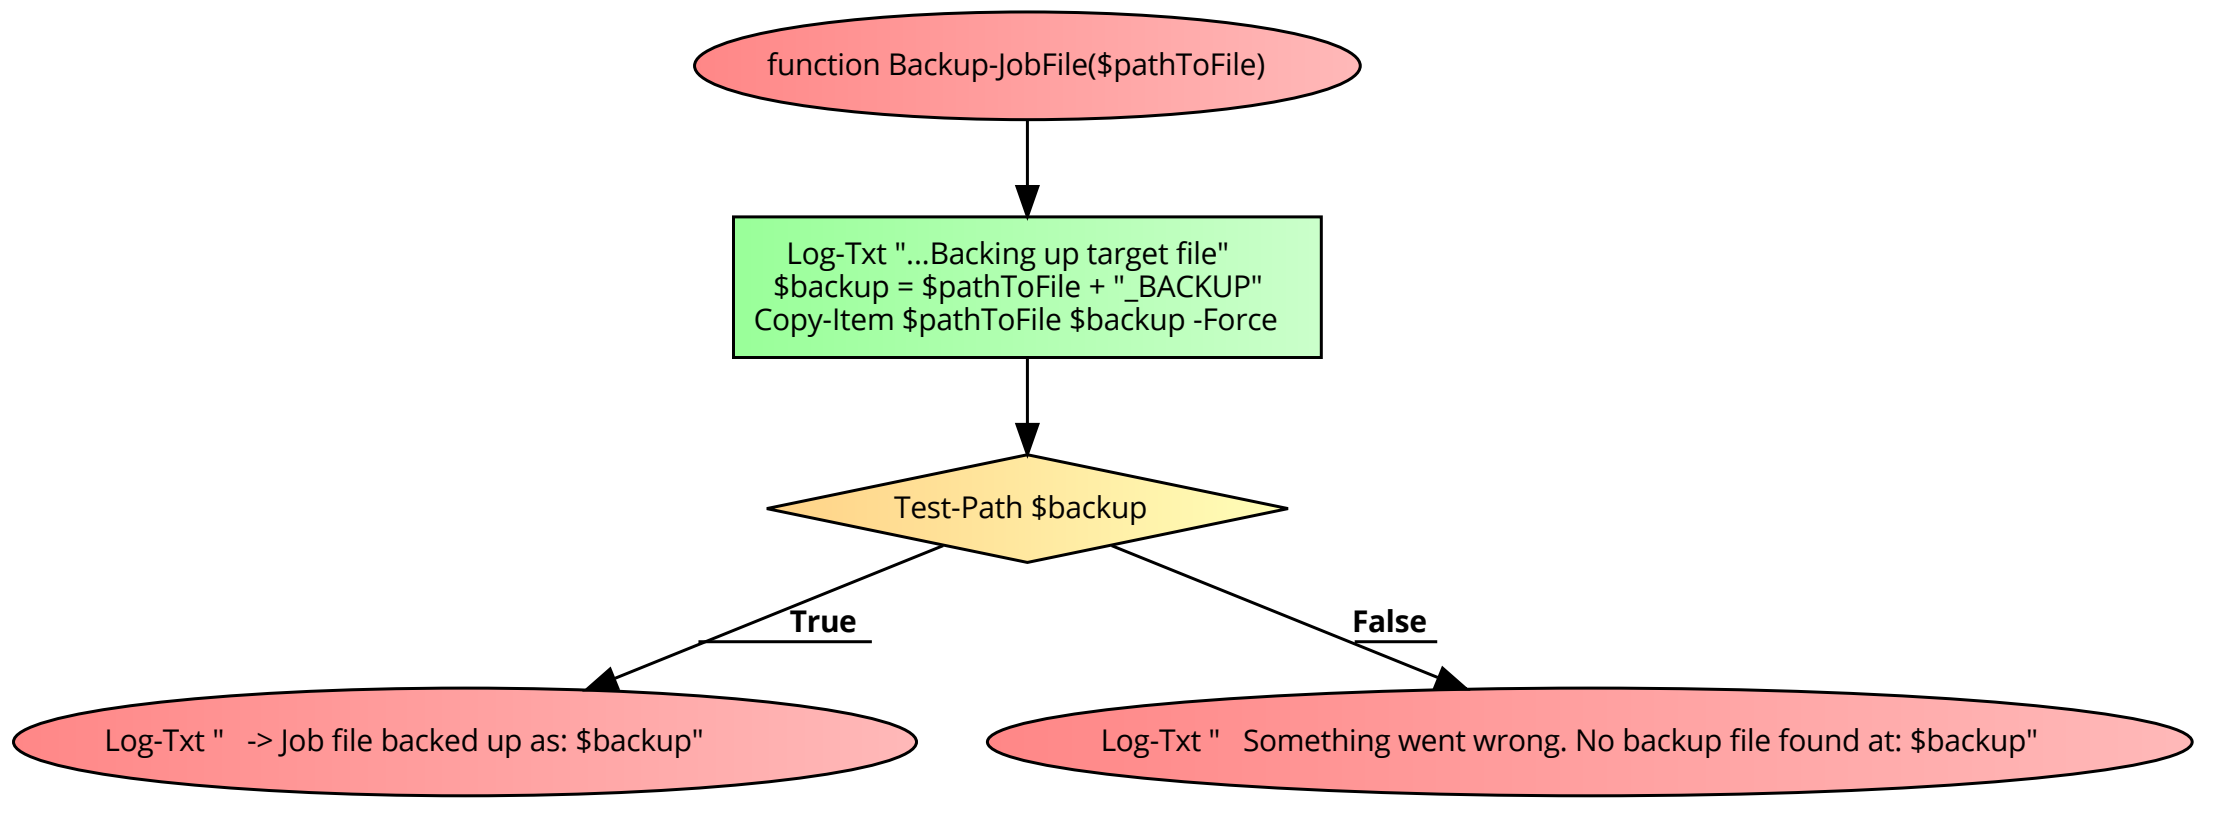 function Backup-JobFile($pathToFile)
Log-Txt "...Backing up target file"
$backup = $pathToFile + "_BACKUP"
Copy-Item $pathToFile $backup -Force
Test-Path $backup
True
False
Log-Txt "   -> Job file backed up as: $backup"
Log-Txt "   Something went wrong. No backup file found at: $backup"